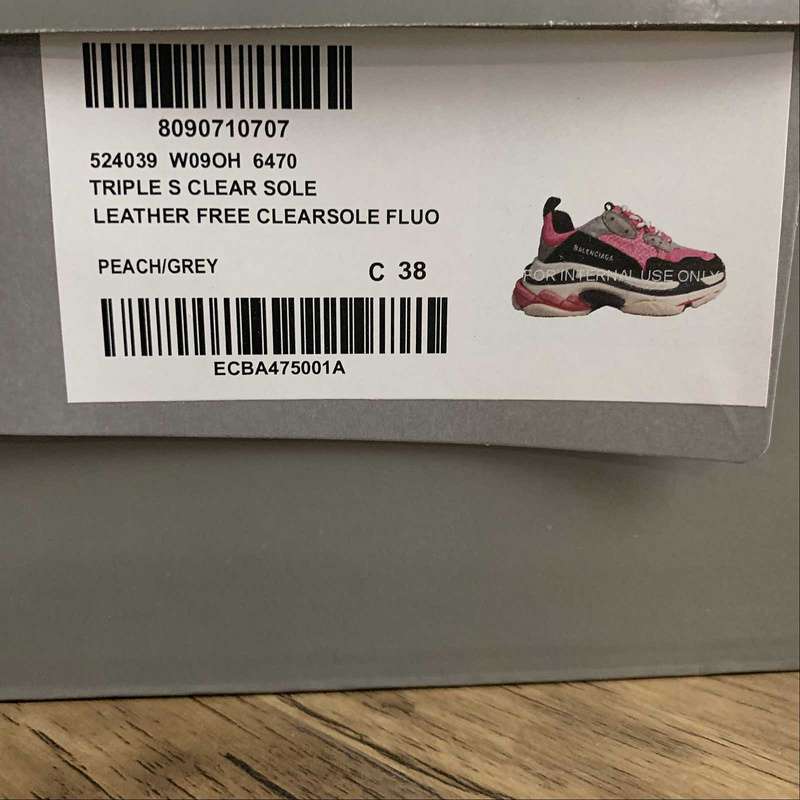 8090710707
524039 W09OH 6470
TRIPLE S CLEAR SOLE
LEATHER FREE CLEARSOLE FLUO
PEACH/GREY
C 38
ECBA475001A
BALENCIAGA
FOR INTERNAL USE ONLY